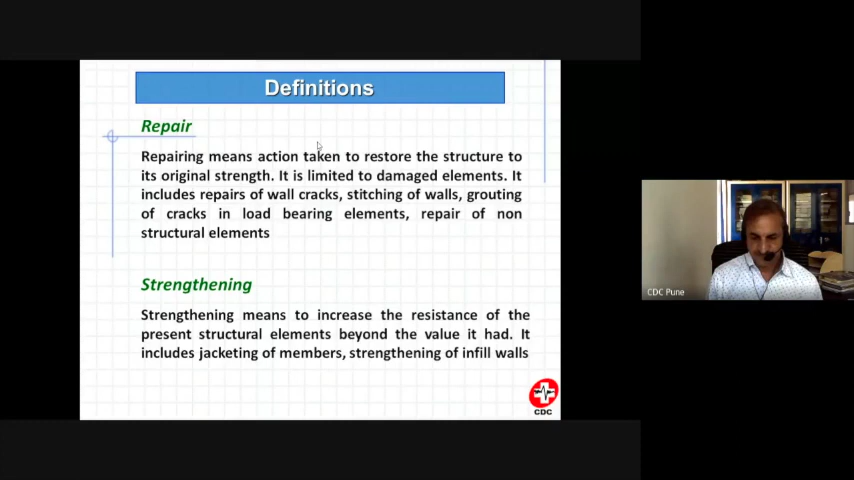 Definitions
Repair
Repairing means action taken to restore the structure to
its original strength. It is limited to damaged elements. It
includes repairs of wall cracks, stitching of walls, grouting
of cracks in load bearing elements, repair of non
structural elements
Strengthening
Strengthening means to increase the resistance of the
present structural elements beyond the value it had. It
includes jacketing of members, strengthening of infill walls
CDC
CDC Pune